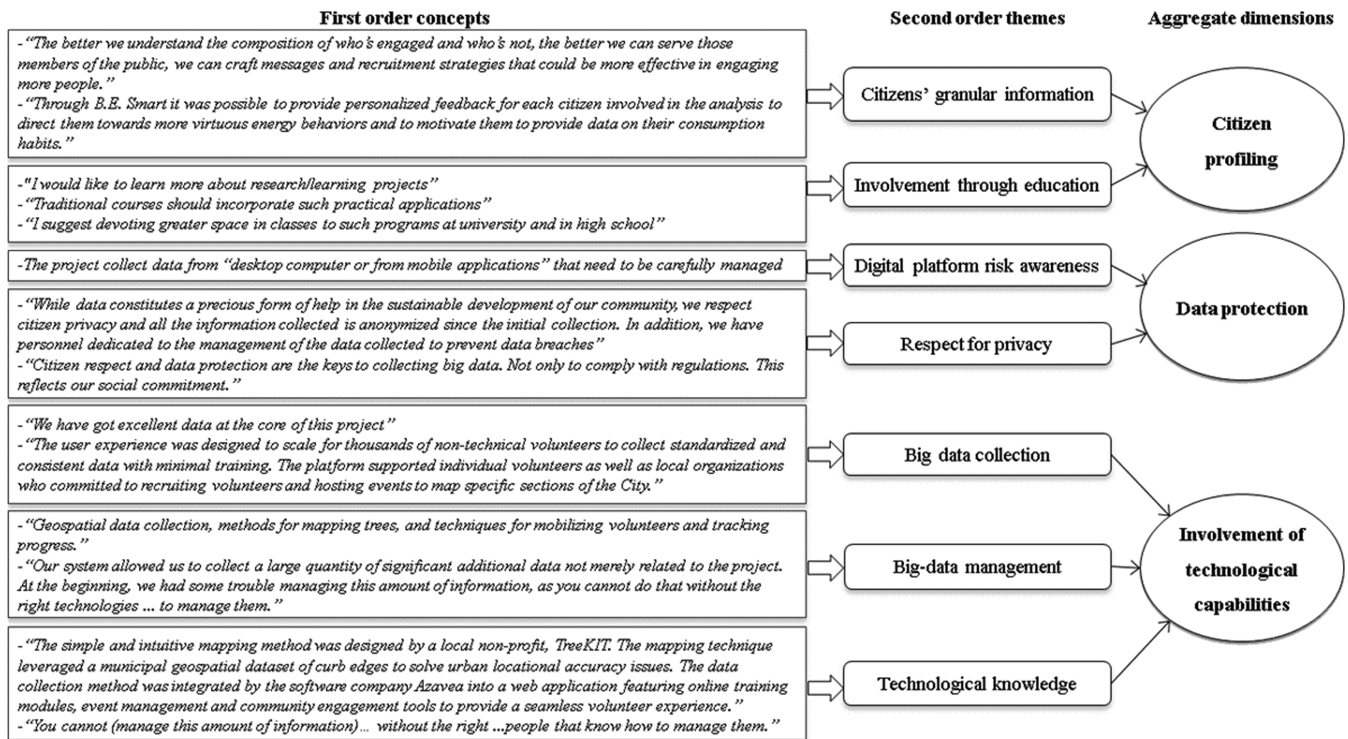 First order concepts
Second order themes
Aggregate dimensions
-“The better we understand the composition of who’s engaged and who’s not, the better we can serve those
members of the public, we can craft messages and recruitment strategies that could be more effective in engaging
more people.”
-“Through B.E. Smart it was possible to provide personalized feedback for each citizen involved in the analysis to
direct them towards more virtuous energy behaviors and to motivate them to provide data on their consumption
habits.”
Citizens’ granular information
Citizen
profiling
-"I would like to learn more about research/learning projects”
-“Traditional courses should incorporate such practical applications”
-“I suggest devoting greater space in classes to such programs at university and in high school”
Involvement through education
-The project collect data from “desktop computer or from mobile applications” that need to be carefully managed
Digital platform risk awareness
Data protection
-“While data constitutes a precious form of help in the sustainable development of our community, we respect
citizen privacy and all the information collected is anonymized since the initial collection. In addition, we have
personnel dedicated to the management of the data collected to prevent data breaches”
-“Citizen respect and data protection are the keys to collecting big data. Not only to comply with regulations. This
reflects our social commitment.”
Respect for privacy
-“We have got excellent data at the core of this project”
-“The user experience was designed to scale for thousands of non-technical volunteers to collect standardized and
consistent data with minimal training. The platform supported individual volunteers as well as local organizations
who committed to recruiting volunteers and hosting events to map specific sections of the City.”
Big data collection
-“Geospatial data collection, methods for mapping trees, and techniques for mobilizing volunteers and tracking
progress.”
-“Our system allowed us to collect a large quantity of significant additional data not merely related to the project.
At the beginning, we had some trouble managing this amount of information, as you cannot do that without the
right technologies ... to manage them.”
Big-data management
Involvement of
technological
capabilities
-“The simple and intuitive mapping method was designed by a local non-profit, TreeKIT. The mapping technique
leveraged a municipal geospatial dataset of curb edges to solve urban locational accuracy issues. The data
collection method was integrated by the software company Azavea into a web application featuring online training
modules, event management and community engagement tools to provide a seamless volunteer experience.”
-“You cannot (manage this amount of information)... without the right ...people that know how to manage them.”
Technological knowledge